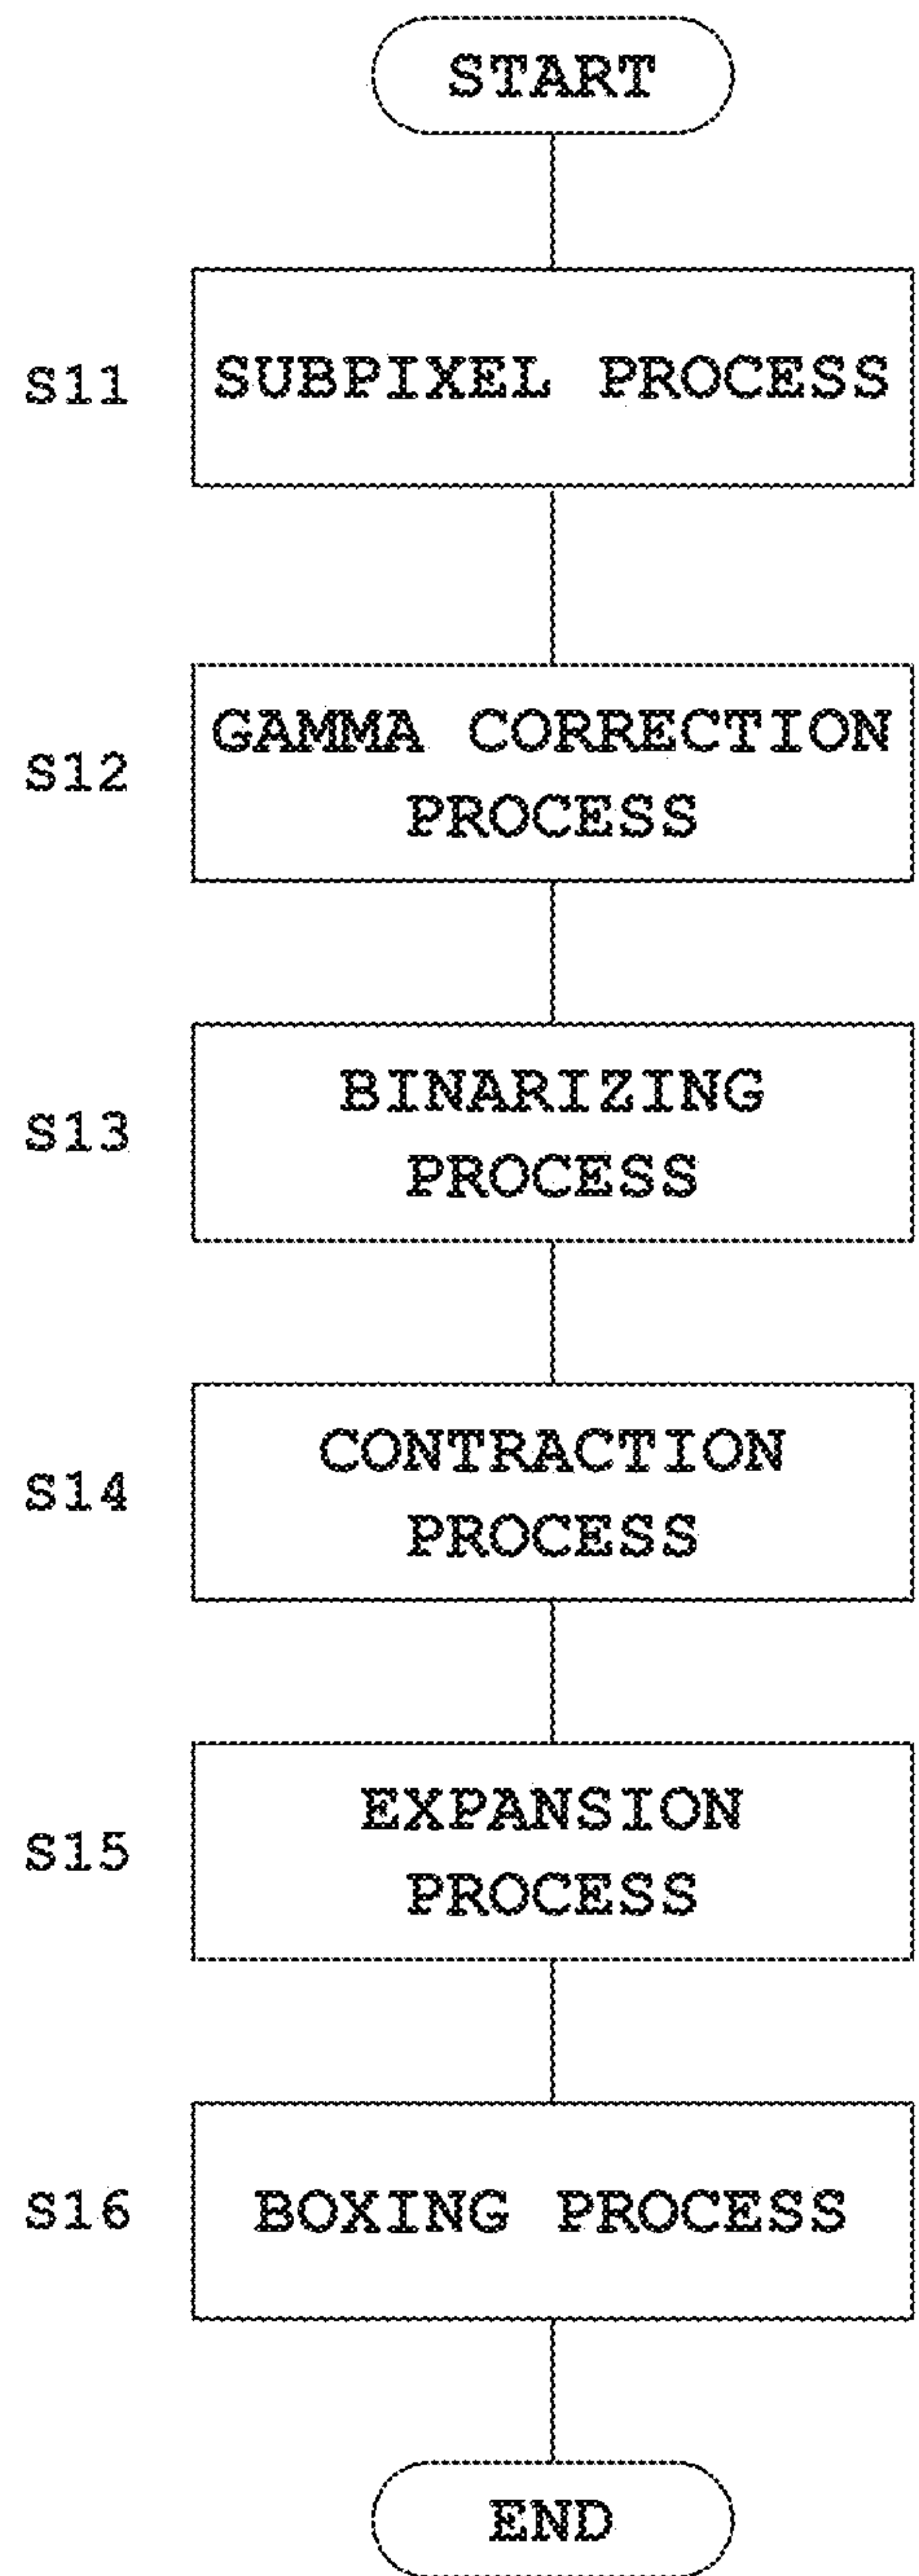 START
S11
SUBPIXEL PROCESS
S12
GAMMA CORRECTION
PROCESS
S13
BINARIZING
PROCESS
S14
CONTRACTION
PROCESS
S15
EXPANSION
PROCESS
S16
BOXING PROCESS
END